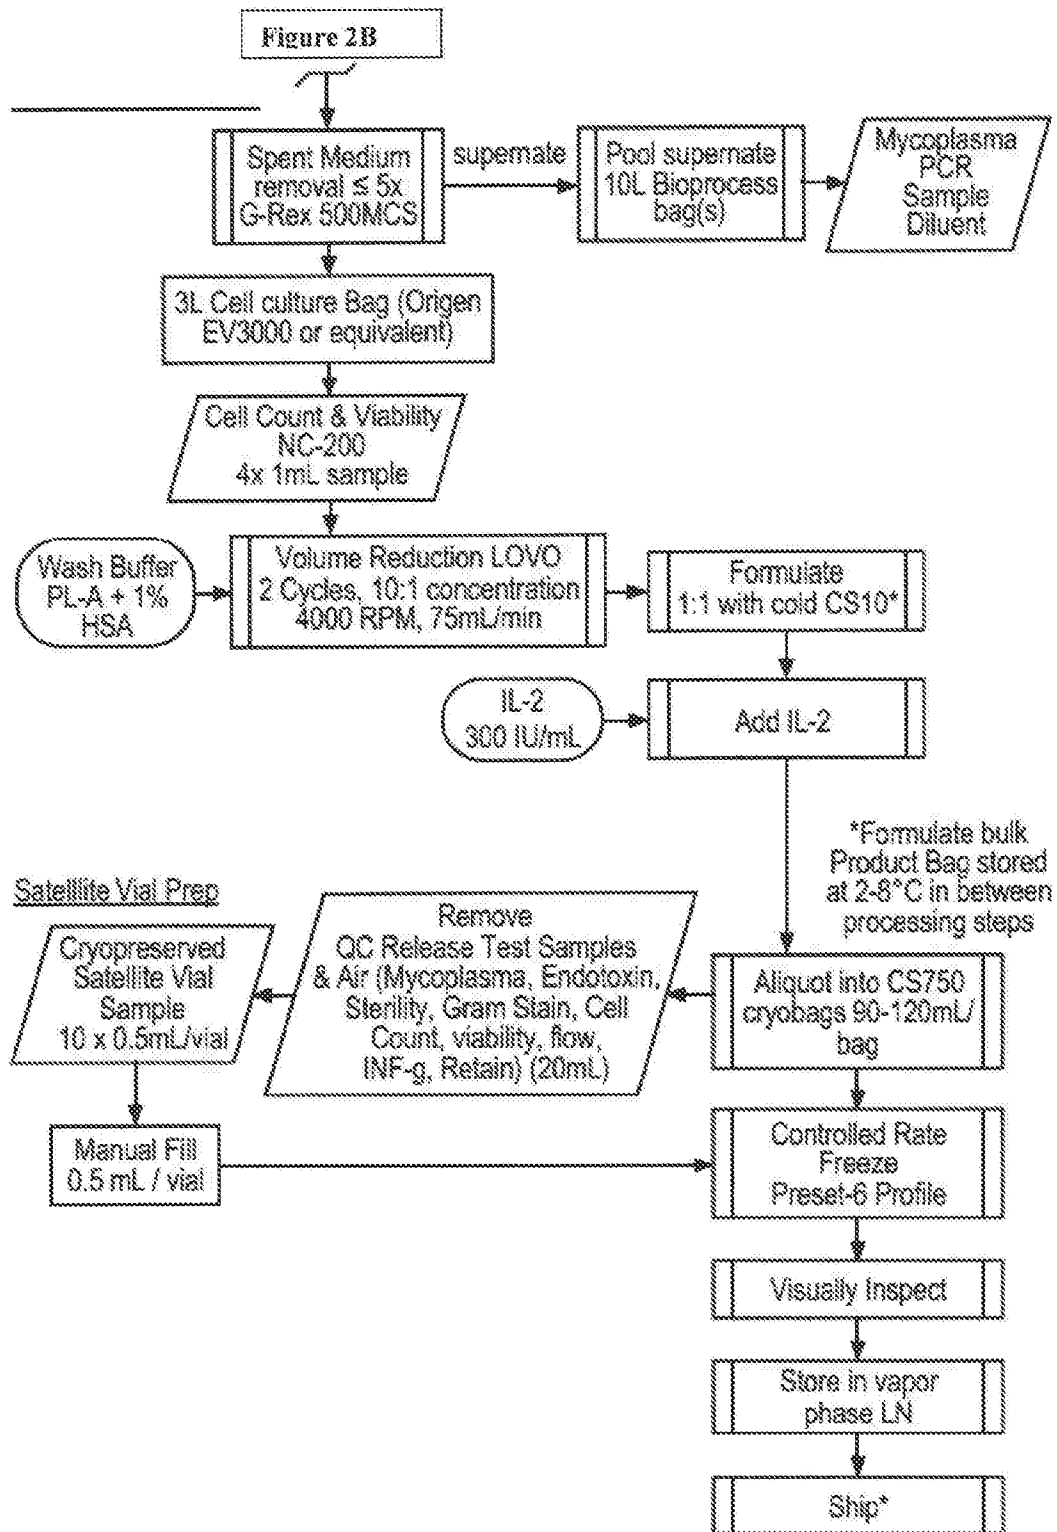 Figure 2B
Spent Medium
removal ≤ 5x
G-Rex 500MCS
supernate
Pool supernate
10L Bioprocess
bag(s)
Mycoplasma
PCR
Sample
Diluent
3L Cell culture Bag (Origen
EV3000 or equivalent)
Cell Count & Viability
NC-200
4x 1mL sample
Wash Buffer
PL-A + 1%
HSA
Volume Reduction LOVO
2 Cycles, 10:1 concentration
4000 RPM, 75mL/min
Formulate
1:1 with cold CS10*
IL-2
300 IU/mL
Add IL-2
*Formulate bulk
Product Bag stored
at 2-8°C in between
processing steps
Satelllite Vial Prep
Cryopreserved
Satellite Vial
Sample
10 x 0.5mL/vial
Remove
QC Release Test Samples
& Air (Mycoplasma, Endotoxin,
Sterility, Gram Stain, Cell
Count, viability, flow,
INF-g, Retain) (20mL)
Aliquot into CS750
cryobags 90-120mL/
bag
Manual Fill
0.5 mL / vial
Controlled Rate
Freeze
Preset-6 Profile
Visually Inspect
Store in vapor
phase LN
Ship*